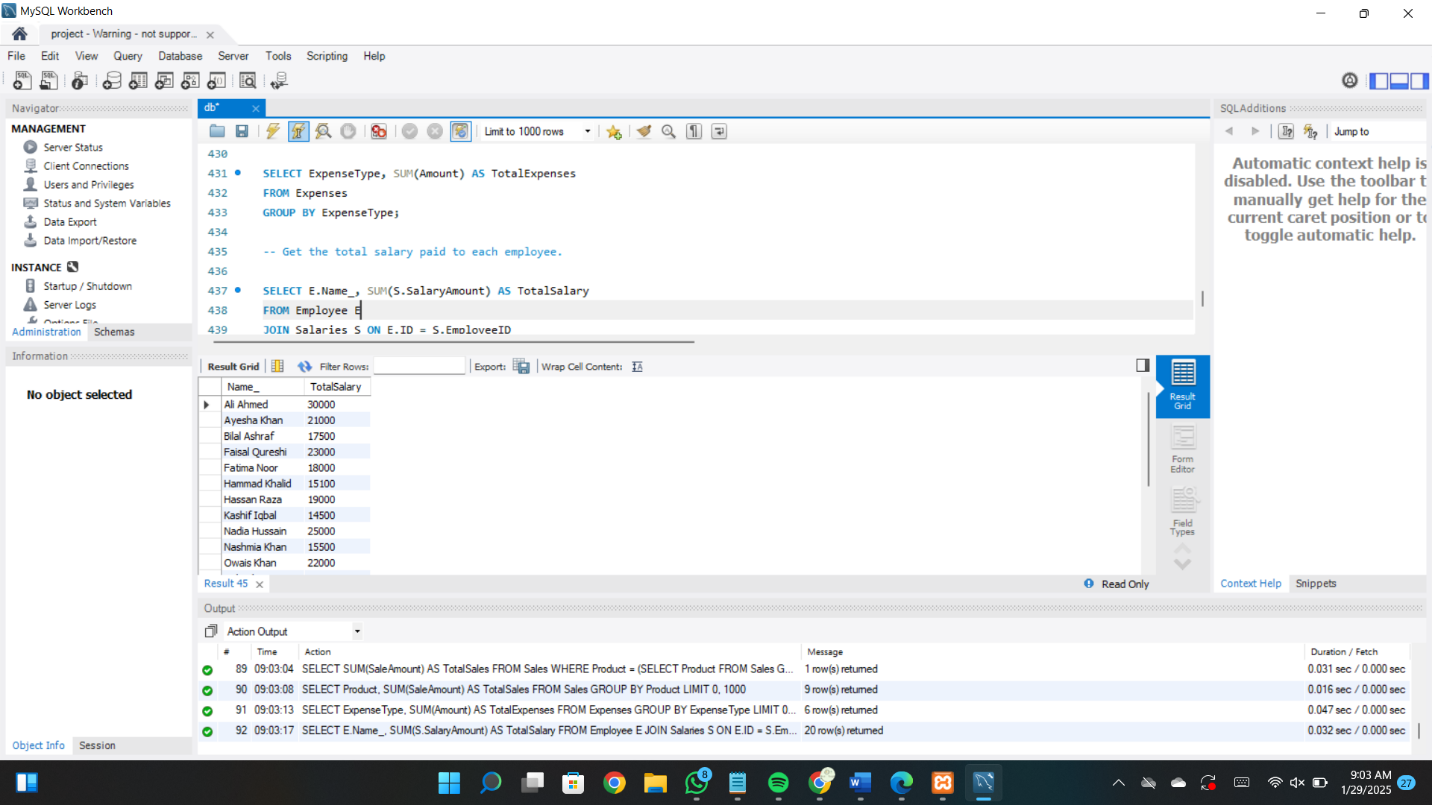 MySQL Workbench
project - Warning - not suppor...
File Edit View Query Database Server Tools Scripting Help
Navigator
MANAGEMENT
Server Status
Client Connections
Users and Privileges
Status and System Variables
Data Export
Data Import/Restore
INSTANCE
Startup / Shutdown
Server Logs
Options File
Administration Schemas
Information
No object selected
Object Info Session
db*
Limit to 1000 rows
430
431 SELECT ExpenseType, SUM(Amount) AS TotalExpenses
432 FROM Expenses
433 GROUP BY ExpenseType;
434
435 -- Get the total salary paid to each employee.
436
437 SELECT E.Name_, SUM(S.SalaryAmount) AS TotalSalary
438 FROM Employee E
439 JOIN Salaries S ON E.ID = S.EmployeeID
Result Grid Filter Rows: Export: Wrap Cell Content:
Name_ TotalSalary
Ali Ahmed 30000
Ayesha Khan 21000
Bilal Ashraf 17500
Faisal Qureshi 23000
Fatima Noor 18000
Hammad Khalid 15100
Hassan Raza 19000
Kashif Iqbal 14500
Nadia Hussain 25000
Nashmia Khan 15500
Owais Khan 22000
Result Grid
Form Editor
Field Types
Result 45 Read Only
SQLAdditions
Jump to
Automatic context help is
disabled. Use the toolbar t
manually get help for the
current caret position or to
toggle automatic help.
Context Help Snippets
Output
Action Output
# Time Action Message Duration / Fetch
89 09:03:04 SELECT SUM(SaleAmount) AS TotalSales FROM Sales WHERE Product = (SELECT Product FROM Sales G... 1 row(s) returned 0.031 sec / 0.000 sec
90 09:03:08 SELECT Product, SUM(SaleAmount) AS TotalSales FROM Sales GROUP BY Product LIMIT 0, 1000 9 row(s) returned 0.016 sec / 0.000 sec
91 09:03:13 SELECT ExpenseType, SUM(Amount) AS TotalExpenses FROM Expenses GROUP BY ExpenseType LIMIT 0... 6 row(s) returned 0.047 sec / 0.000 sec
92 09:03:17 SELECT E.Name_, SUM(S.SalaryAmount) AS TotalSalary FROM Employee E JOIN Salaries S ON E.ID = S.Em... 20 row(s) returned 0.032 sec / 0.000 sec
8
9:03 AM
1/29/2025
27